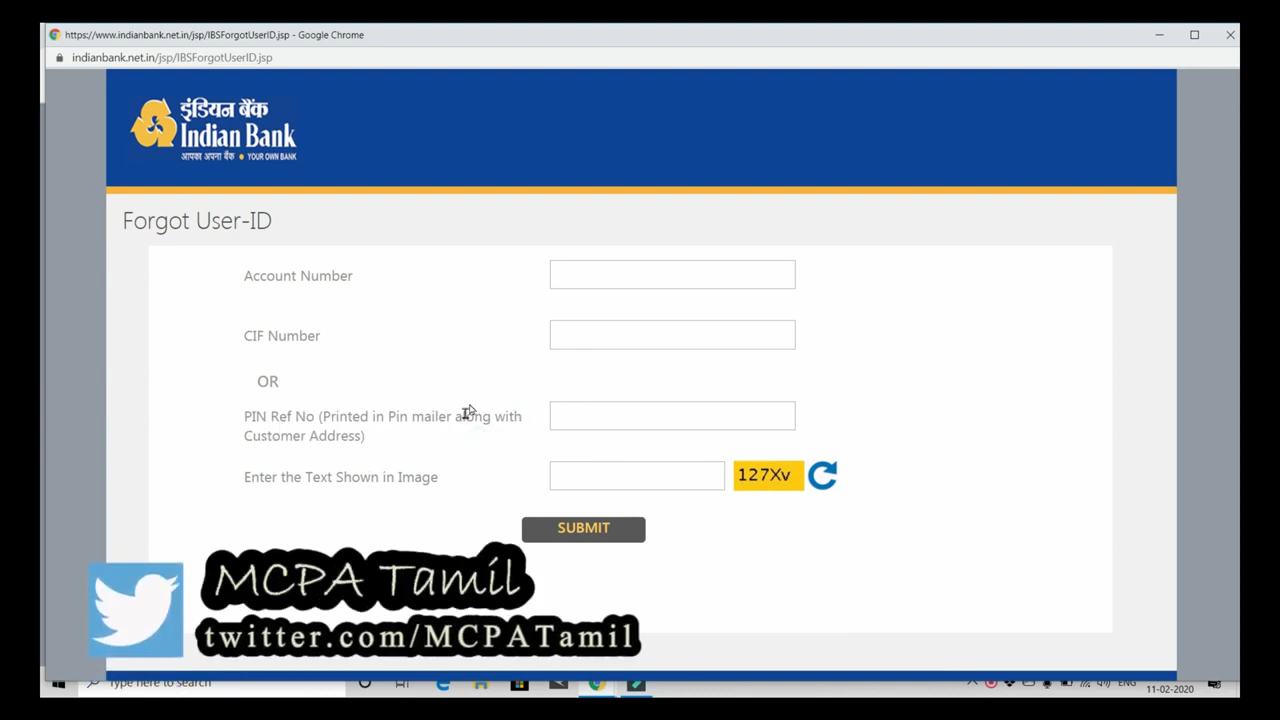 https://www.indianbank.net.in/jsp/IBSForgotUserID.jsp - Google Chrome
indianbank.net.in/jsp/IBSForgotUserID.jsp
इंडियन बैंक
Indian Bank
आपका अपना बैंक ● YOUR OWN BANK
Forgot User-ID
Account Number
CIF Number
OR
PIN Ref No (Printed in Pin mailer along with
Customer Address)
Enter the Text Shown in Image
127Xv
SUBMIT
MCPA Tamil
twitter.com/MCPATamil
Type here to search
ENG
11-02-2020